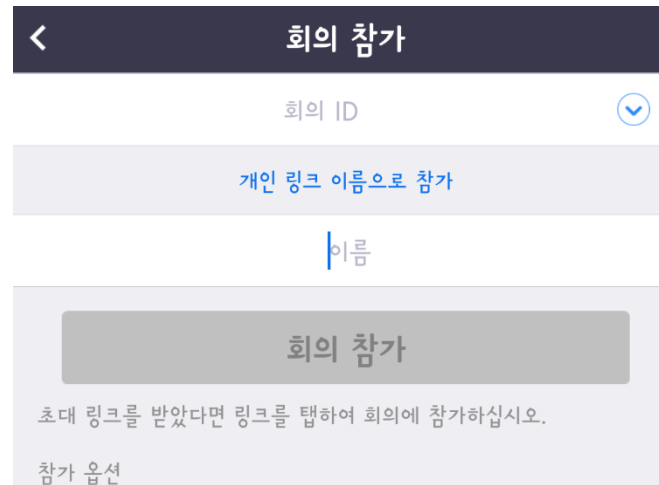 회의 참가
회의 ID
개인 링크 이름으로 참가
이름
회의 참가
초대 링크를 받았다면 링크를 탭하여 회의에 참가하십시오.
참가 옵션